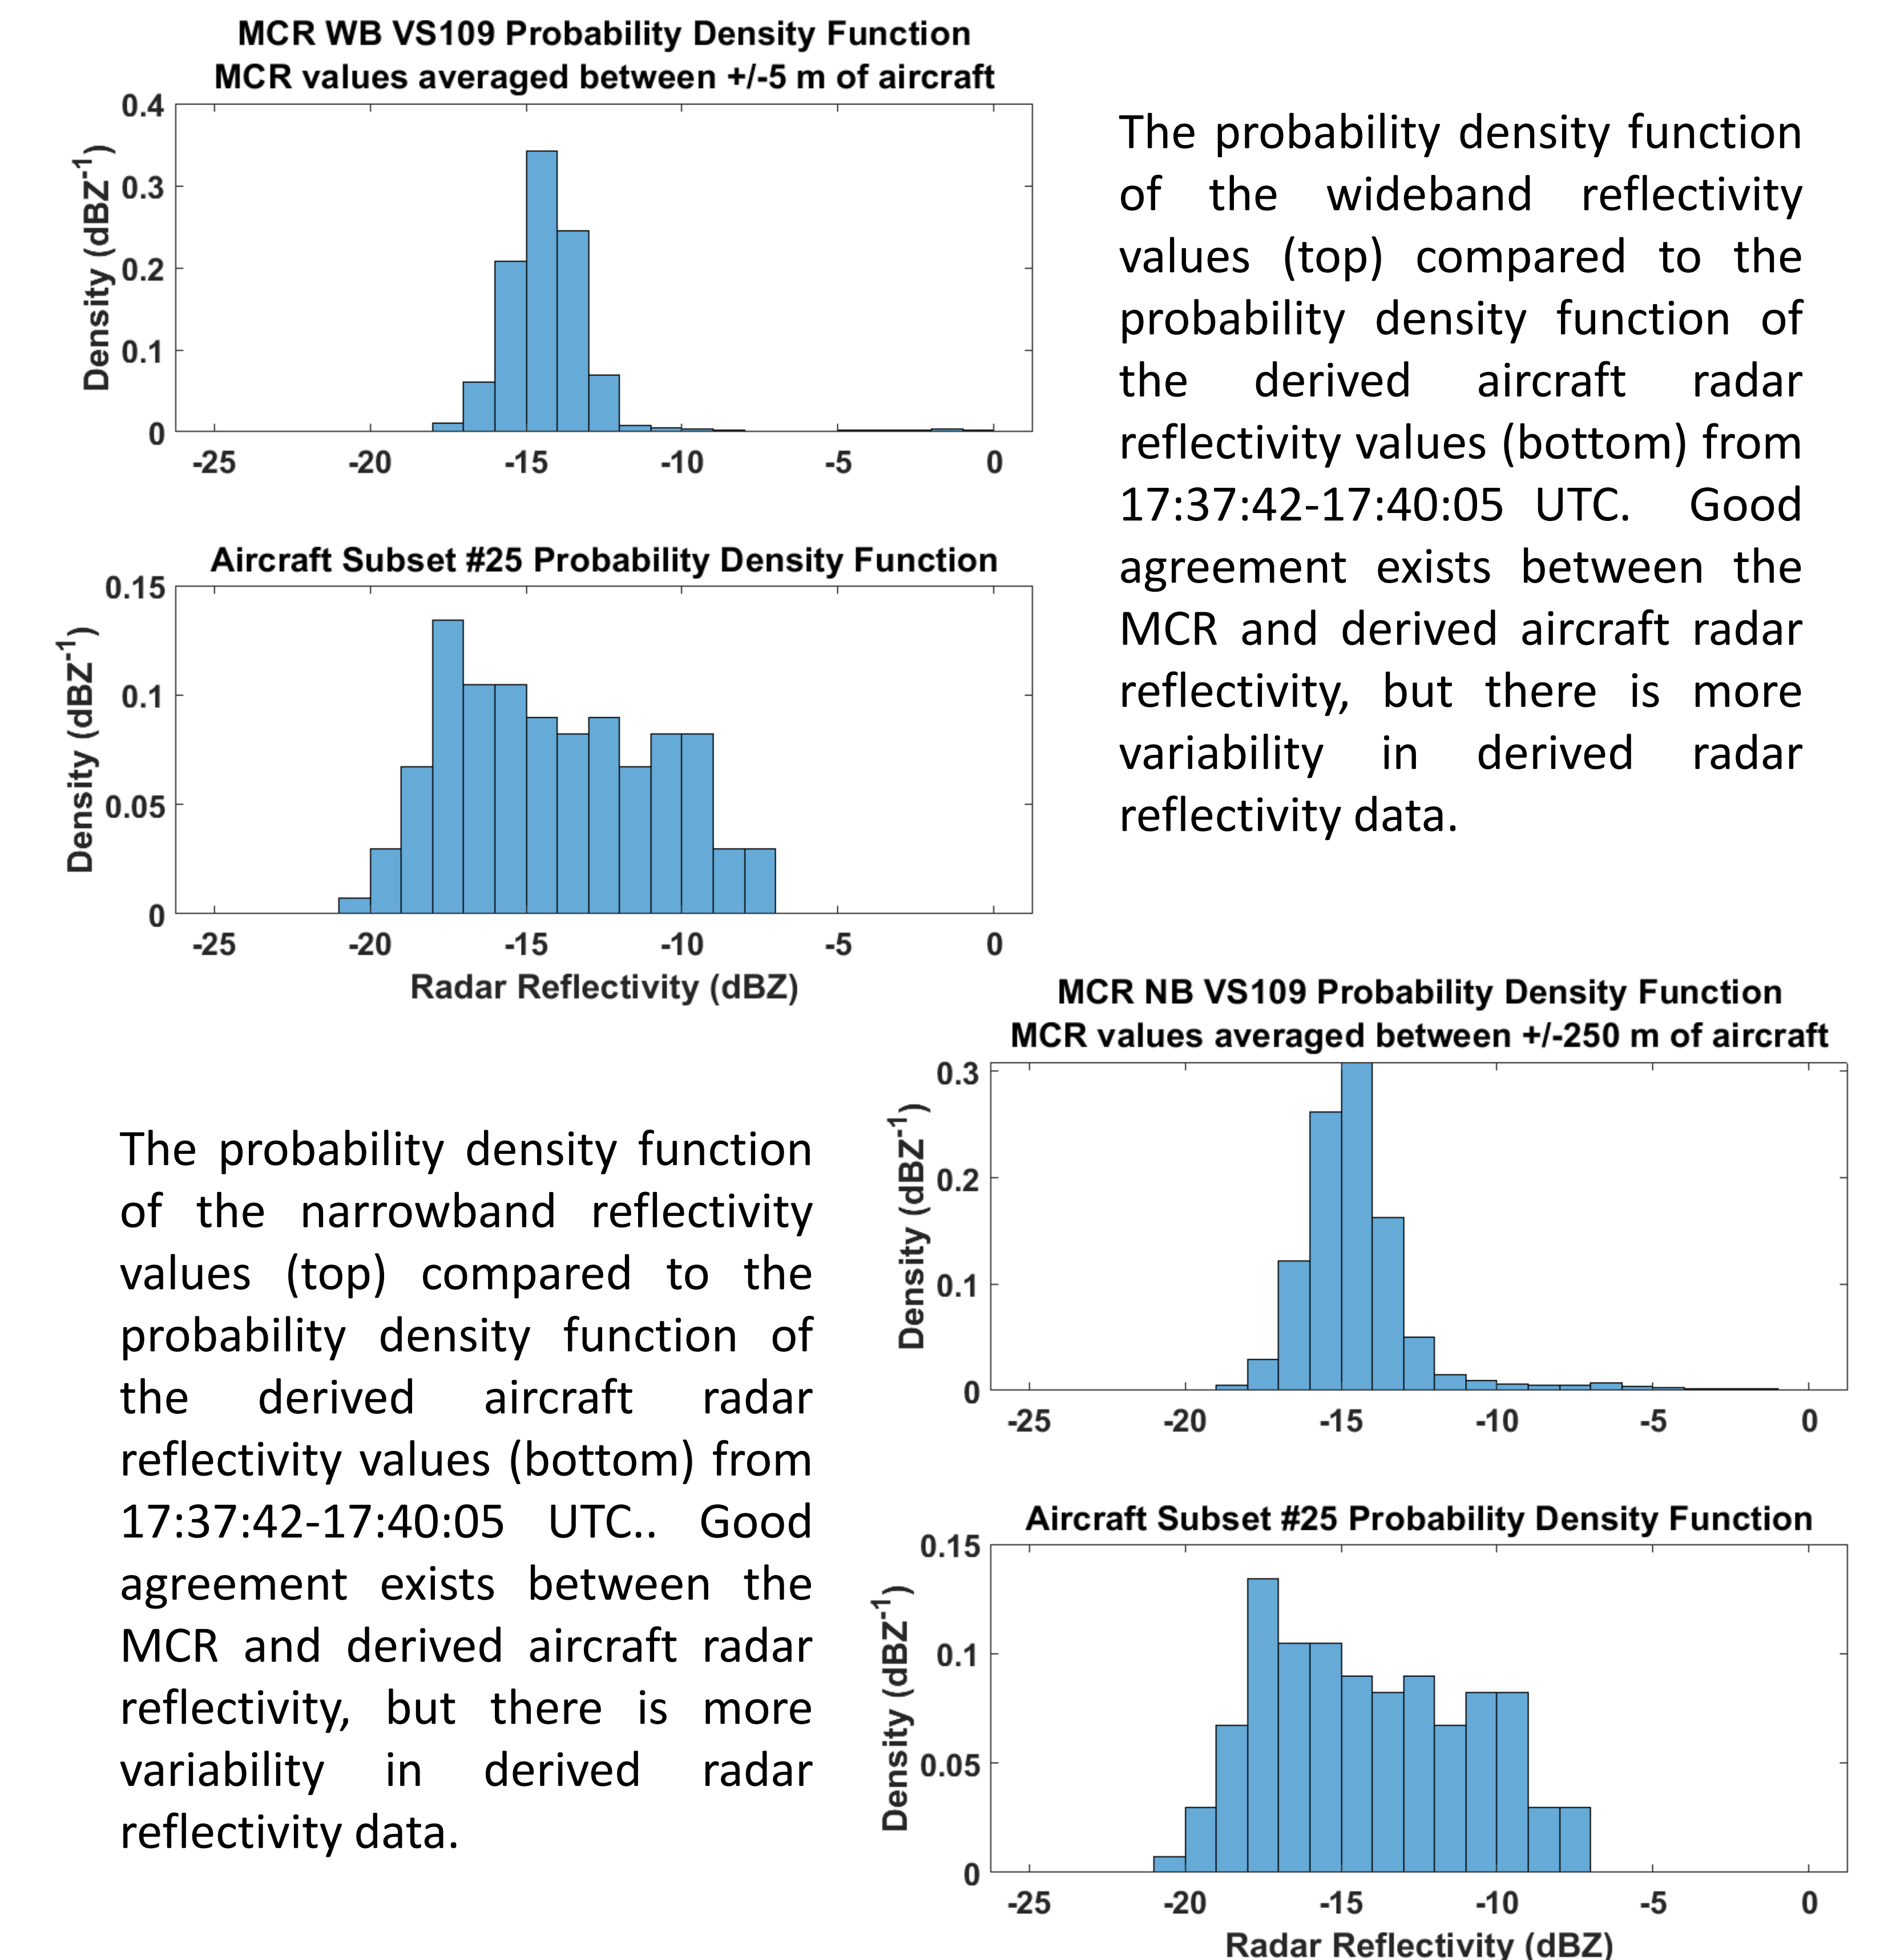 MCR WB VS109 Probability Density Function
MCR values averaged between +/-5 m of aircraft
0.4
0.3
0.2
0.1
0
Density (dBZ⁻¹)
-25 -20 -15 -10 -5 0
Aircraft Subset #25 Probability Density Function
0.15
0.1
0.05
0
Density (dBZ⁻¹)
-25 -20 -15 -10 -5 0
Radar Reflectivity (dBZ)
The probability density function
of the wideband reflectivity
values (top) compared to the
probability density function of
the derived aircraft radar
reflectivity values (bottom) from
17:37:42-17:40:05 UTC. Good
agreement exists between the
MCR and derived aircraft radar
reflectivity, but there is more
variability in derived radar
reflectivity data.
The probability density function
of the narrowband reflectivity
values (top) compared to the
probability density function of
the derived aircraft radar
reflectivity values (bottom) from
17:37:42-17:40:05 UTC.. Good
agreement exists between the
MCR and derived aircraft radar
reflectivity, but there is more
variability in derived radar
reflectivity data.
MCR NB VS109 Probability Density Function
MCR values averaged between +/-250 m of aircraft
0.3
0.2
0.1
0
Density (dBZ⁻¹)
-25 -20 -15 -10 -5 0
Aircraft Subset #25 Probability Density Function
0.15
0.1
0.05
0
Density (dBZ⁻¹)
-25 -20 -15 -10 -5 0
Radar Reflectivity (dBZ)